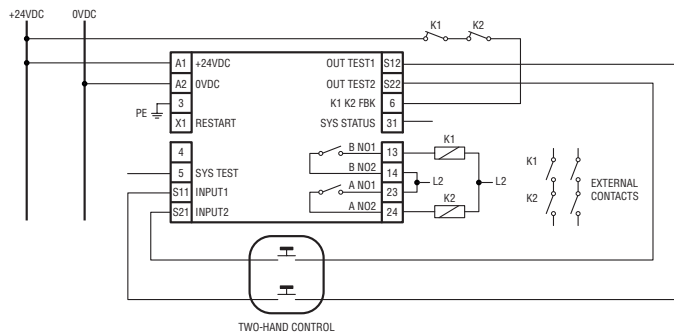 +24VDC 0VDC
K1 K2
A1 +24VDC OUT TEST1 S12
A2 0VDC OUT TEST2 S22
PE 3 K1 K2 FBK 6
X1 RESTART SYS STATUS 31
4 B NO1 13 K1
5 SYS TEST B NO2 14
S11 INPUT1 A NO1 23 L2 L2
S21 INPUT2 A NO2 24 K2
K1
K2
EXTERNAL
CONTACTS
TWO-HAND CONTROL